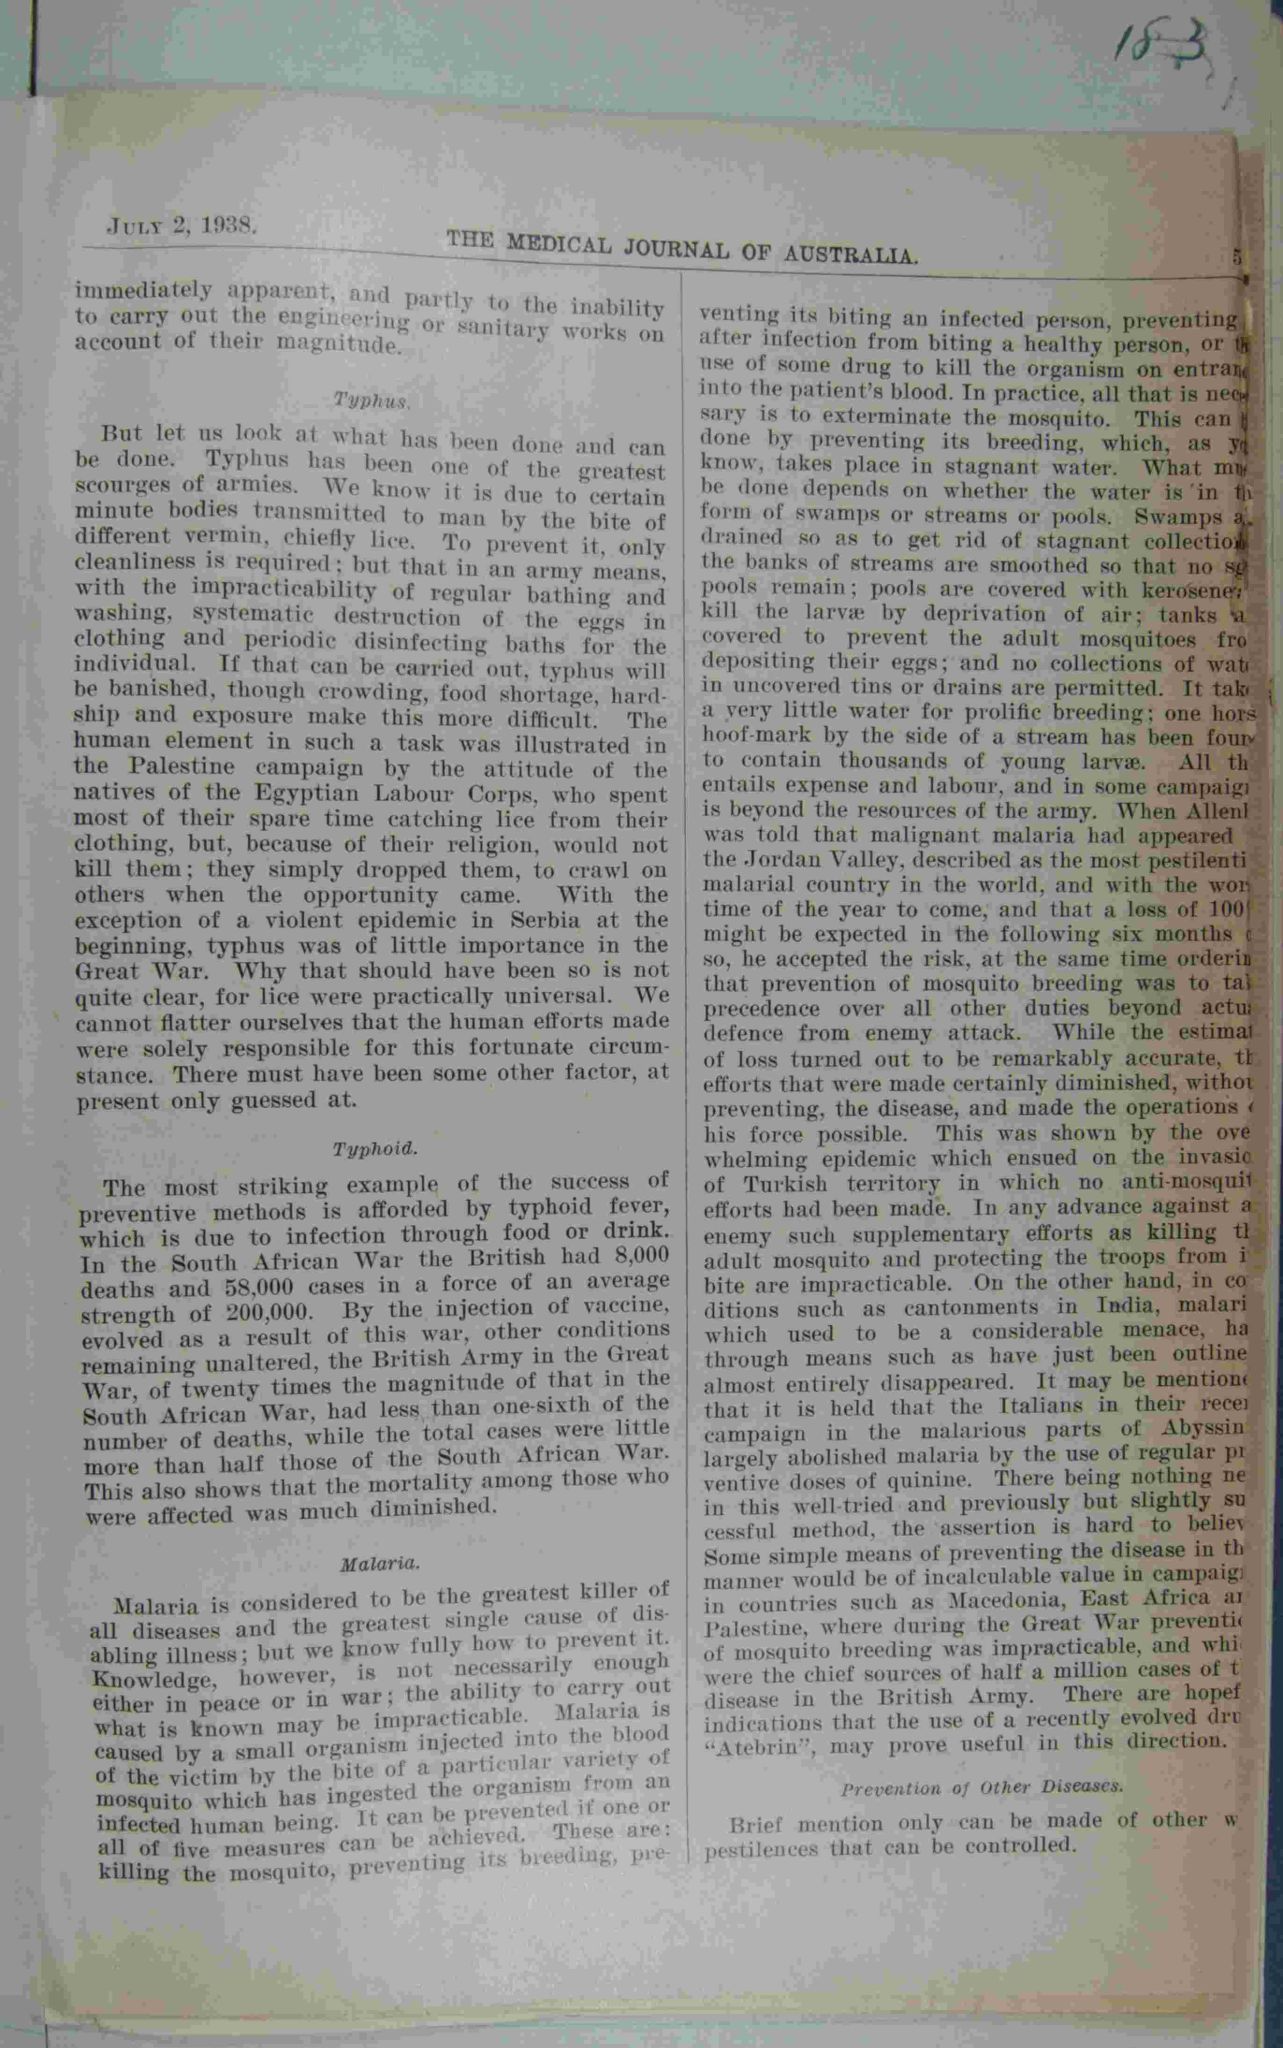 183
JULY 2, 1938.
THE MEDICAL JOURNAL OF AUSTRALIA.
5
immediately apparent, and partly to the inability
to carry out the engineering or sanitary works on
account of their magnitude.
Typhus.
But let us look at what has been done and can
be done. Typhus has been one of the greatest
scourges of armies. We know it is due to certain
minute bodies transmitted to man by the bite of
different vermin, chiefly lice. To prevent it, only
cleanliness is required; but that in an army means,
with the impracticability of regular bathing and
washing, systematic destruction of the eggs in
clothing and periodic disinfecting baths for the
individual. If that can be carried out, typhus will
be banished, though crowding, food shortage, hard-
ship and exposure make this more difficult. The
human element in such a task was illustrated in
the Palestine campaign by the attitude of the
natives of the Egyptian Labour Corps, who spent
most of their spare time catching lice from their
clothing, but, because of their religion, would not
kill them; they simply dropped them, to crawl on
others when the opportunity came. With the
exception of a violent epidemic in Serbia at the
beginning, typhus was of little importance in the
Great War. Why that should have been so is not
quite clear, for lice were practically universal. We
cannot flatter ourselves that the human efforts made
were solely responsible for this fortunate circum-
stance. There must have been some other factor, at
present only guessed at.
Typhoid.
The most striking example of the success of
preventive methods is afforded by typhoid fever,
which is due to infection through food or drink.
In the South African War the British had 8,000
deaths and 58,000 cases in a force of an average
strength of 200,000. By the injection of vaccine,
evolved as a result of this war, other conditions
remaining unaltered, the British Army in the Great
War, of twenty times the magnitude of that in the
South African War, had less than one-sixth of the
number of deaths, while the total cases were little
more than half those of the South African War.
This also shows that the mortality among those who
were affected was much diminished.
Malaria.
Malaria is considered to be the greatest killer of
all diseases and the greatest single cause of dis-
abling illness; but we know fully how to prevent it.
Knowledge, however, is not necessarily enough
either in peace or in war; the ability to carry out
what is known may be impracticable. Malaria is
caused by a small organism injected into the blood
of the victim by the bite of a particular variety of
mosquito which has ingested the organism from an
infected human being. It can be prevented if one or
all of five measures can be achieved. These are:
killing the mosquito, preventing its breeding, pre-
venting its biting an infected person, preventing
after infection from biting a healthy person, or
use of some drug to kill the organism on
into the patient's blood. In practice, all that is
sary is to exterminate the mosquito. This can
done by preventing its breeding, which, as
know, takes place in stagnant water. What
be done depends on whether the water is in
form of swamps or streams or pools. Swamps
drained so as to get rid of stagnant
the banks of streams are smoothed so that no
pools remain; pools are covered with kerosene
kill the larvæ by deprivation of air; tanks
covered to prevent the adult mosquitoes fro
depositing their eggs; and no collections of wat
in uncovered tins or drains are permitted. It tak
a very little water for prolific breeding; one hors
hoof-mark by the side of a stream has been foun
to contain thousands of young larvæ. All th
entails expense and labour, and in some campaig
is beyond the resources of the army. When Allen
was told that malignant malaria had appeared
the Jordan Valley, described as the most pestilenti
malarial country in the world, and with the wor
time of the year to come, and that a loss of 100
might be expected in the following six months
so, he accepted the risk, at the same time orderin
that prevention of mosquito breeding was to ta
precedence over all other duties beyond actu
defence from enemy attack. While the estimat
of loss turned out to be remarkably accurate, th
efforts that were made certainly diminished, withou
preventing, the disease, and made the operations
his force possible. This was shown by the ove
whelming epidemic which ensued on the invasio
of Turkish territory in which no anti-mosquit
efforts had been made. In any advance against a
enemy such supplementary efforts as killing th
adult mosquito and protecting the troops from i
bite are impracticable. On the other hand, in co
ditions such as cantonments in India, malari
which used to be a considerable menace, ha
through means such as have just been outline
almost entirely disappeared. It may be mentione
that it is held that the Italians in their rece
campaign in the malarious parts of Abyssin
largely abolished malaria by the use of regular pr
ventive doses of quinine. There being nothing ne
in this well-tried and previously but slightly su
cessful method, the assertion is hard to believ
Some simple means of preventing the disease in th
manner would be of incalculable value in campaig
in countries such as Macedonia, East Africa an
Palestine, where during the Great War preventi
of mosquito breeding was impracticable, and whi
were the chief sources of half a million cases of t
disease in the British Army. There are hopef
indications that the use of a recently evolved dru
"Atebrin", may prove useful in this direction.
Prevention of Other Diseases.
Brief mention only can be made of other w
pestilences that can be controlled.